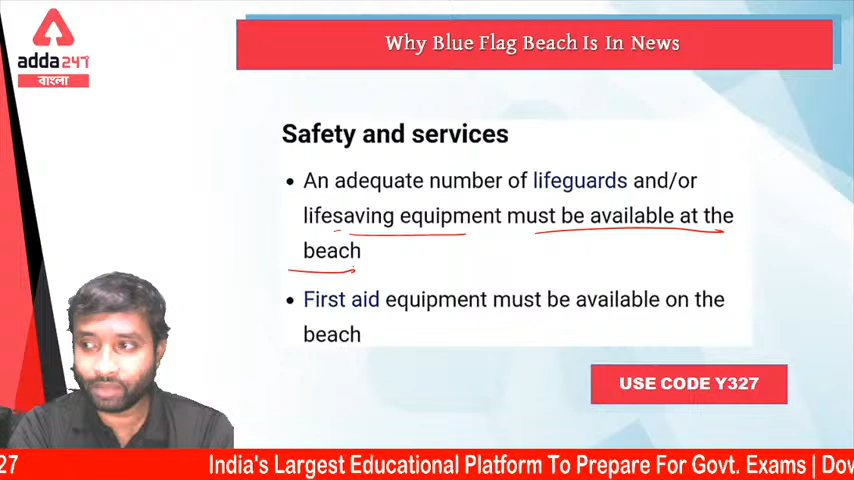 Why Blue Flag Beach Is In News
adda247
বাংলা
Safety and services
• An adequate number of lifeguards and/or
lifesaving equipment must be available at the
beach
• First aid equipment must be available on the
beach
USE CODE Y327
27 India's Largest Educational Platform To Prepare For Govt. Exams | Dow